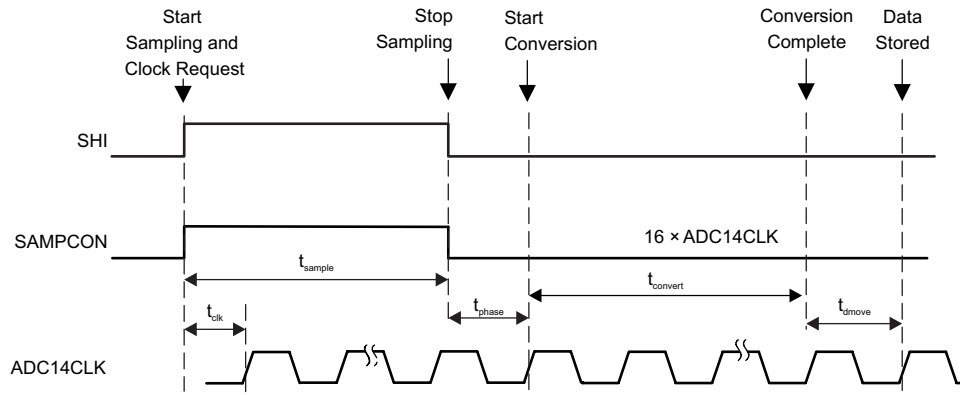 Start
Sampling and
Clock Request
Stop
Sampling
Start
Conversion
Conversion
Complete
Data
Stored
SHI
SAMPCON
16 × ADC14CLK
tsample
tconvert
tclk
tphase
tdmove
ADC14CLK